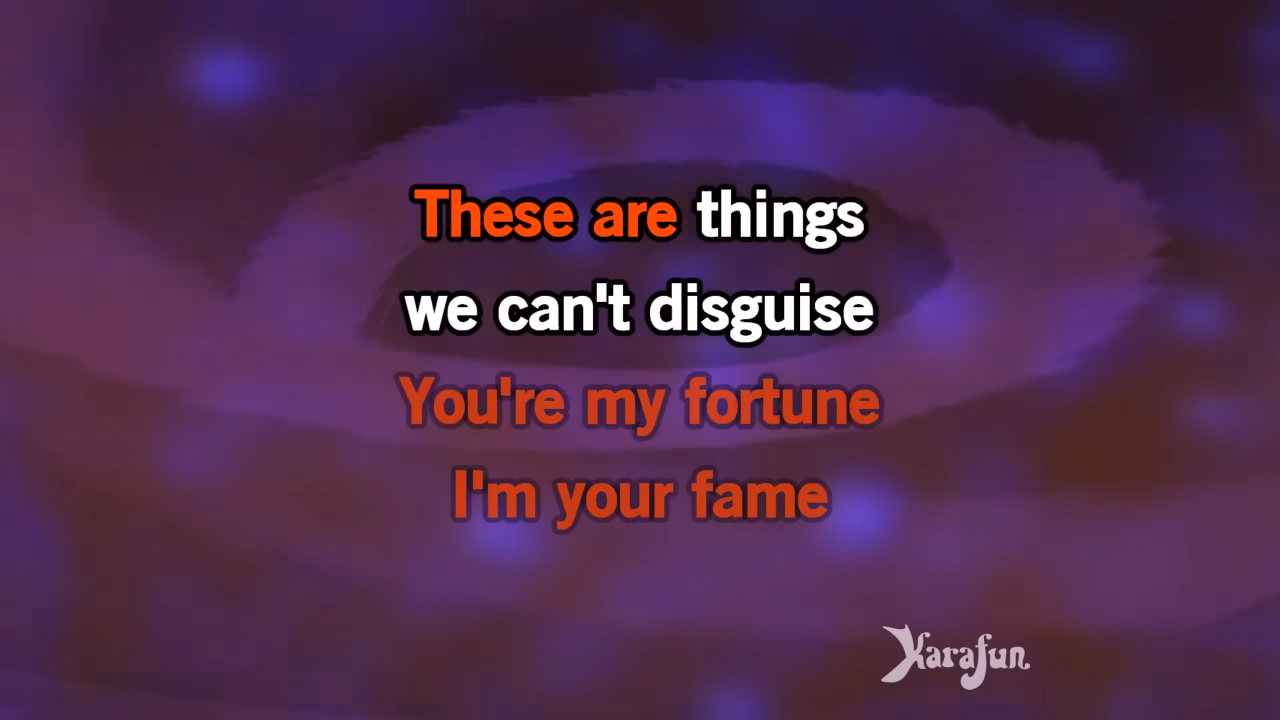 These are things
we can't disguise
You're my fortune
I'm your fame
Karafun